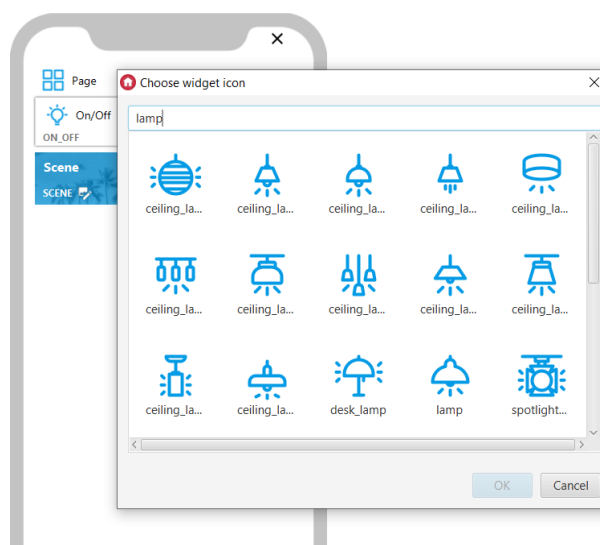 Page
Choose widget icon
On/Off
ON_OFF
lamp
Scene
SCENE
ceiling_la... ceiling_la... ceiling_la... ceiling_la... ceiling_la...
ceiling_la... ceiling_la... ceiling_la... ceiling_la... ceiling_la...
ceiling_la... ceiling_la... desk_lamp lamp spotlight...
OK Cancel